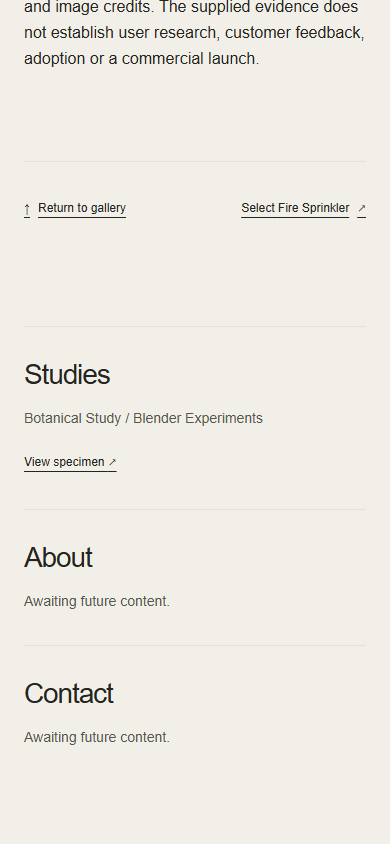 and image credits. The supplied evidence does
not establish user research, customer feedback,
adoption or a commercial launch.
↑ Return to gallery
Select Fire Sprinkler ↗
Studies
Botanical Study / Blender Experiments
View specimen ↗
About
Awaiting future content.
Contact
Awaiting future content.